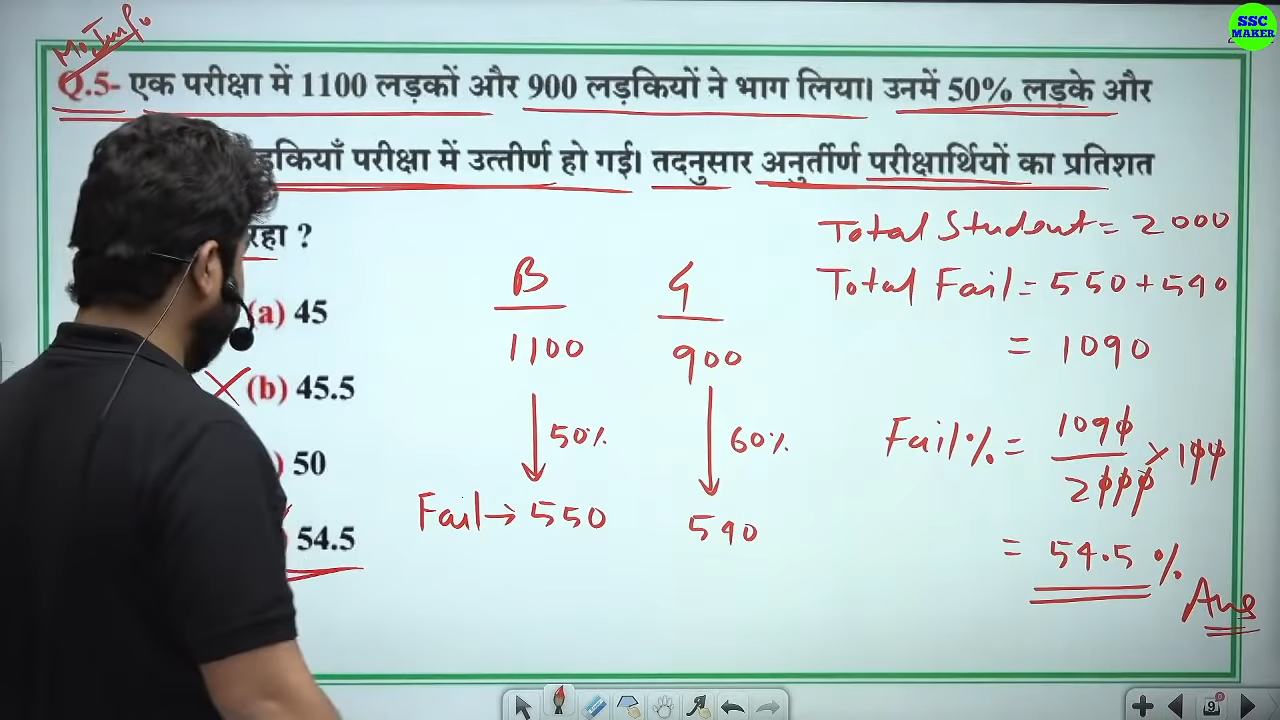 SSC
MAKER
Q.5- एक परीक्षा में 1100 लड़कों और 900 लड़कियों ने भाग लिया। उनमें 50% लड़के और
ड़कियाँ परीक्षा में उत्तीर्ण हो गई। तदनुसार अनुर्तीर्ण परीक्षार्थियों का प्रतिशत
रहा ?
(a) 45
(b) 45.5
) 50
54.5
B G
1100 900
50% 60%
Fail → 550 540
Total Student = 2000
Total Fail = 550 + 540
= 1090
Fail % = 1090/2000 × 100
= 54.5 % Ans
9